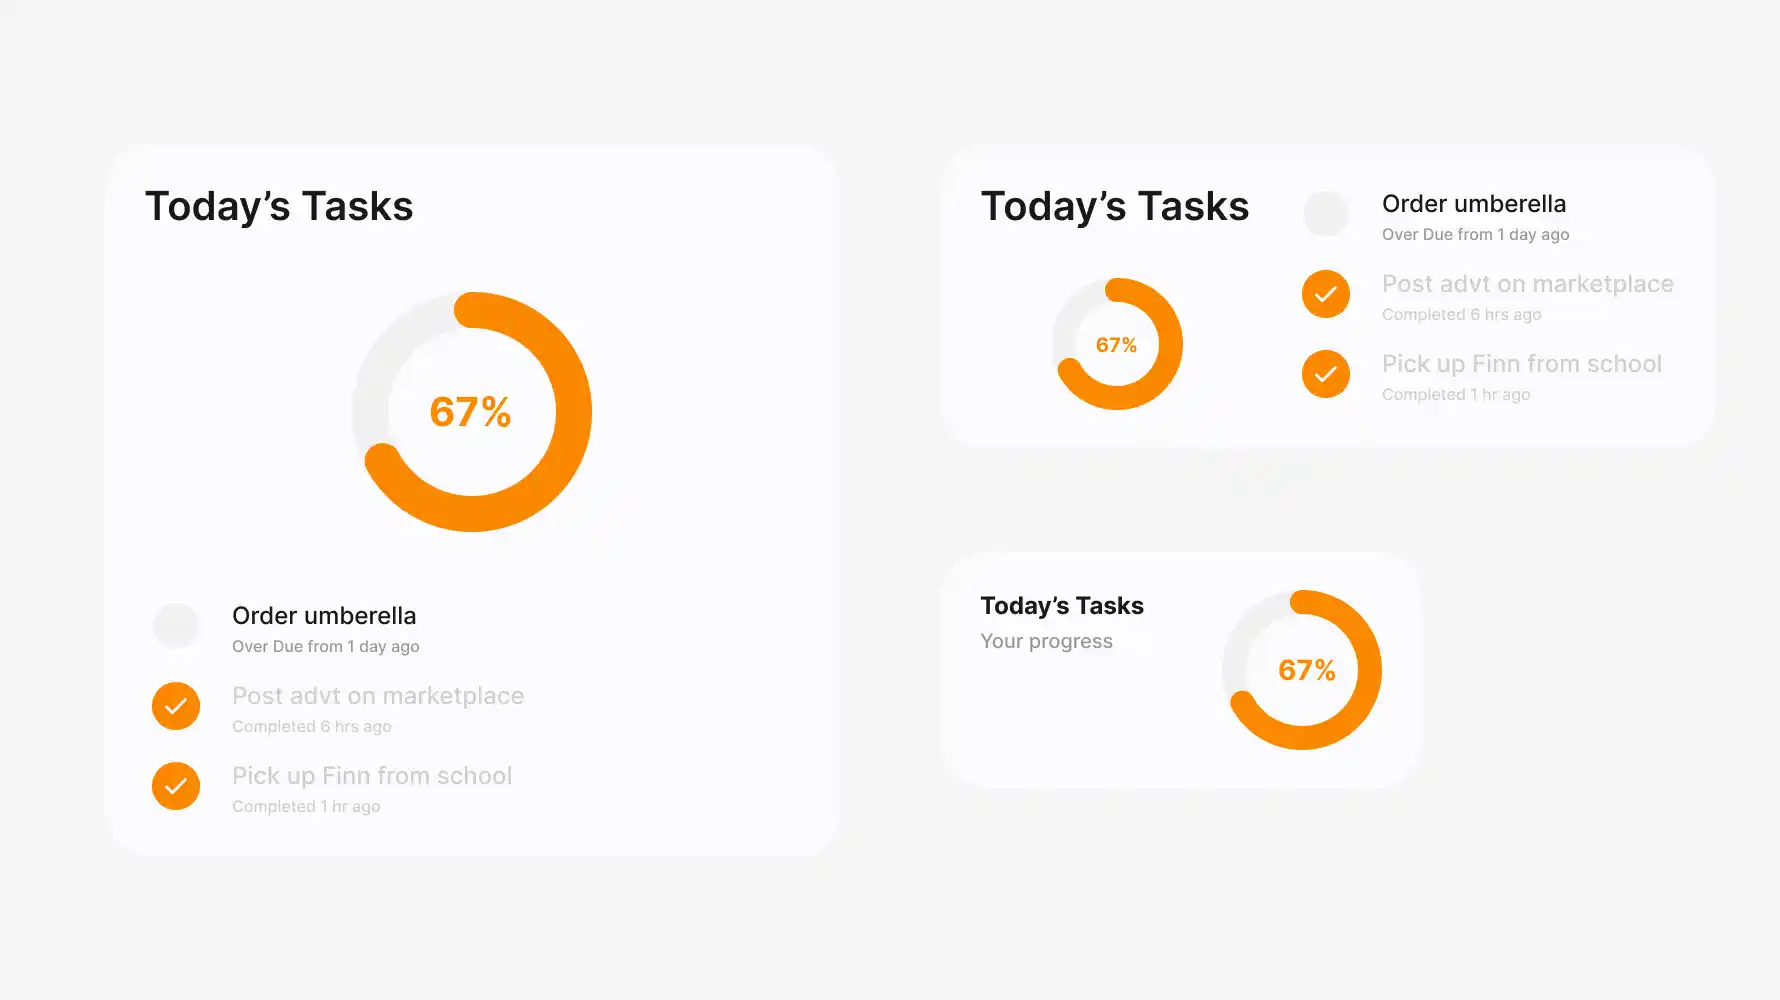 Today’s Tasks
67%
Order umberella
Over Due from 1 day ago
Post advt on marketplace
Completed 6 hrs ago
Pick up Finn from school
Completed 1 hr ago
Today’s Tasks
67%
Order umberella
Over Due from 1 day ago
Post advt on marketplace
Completed 6 hrs ago
Pick up Finn from school
Completed 1 hr ago
Today’s Tasks
Your progress
67%